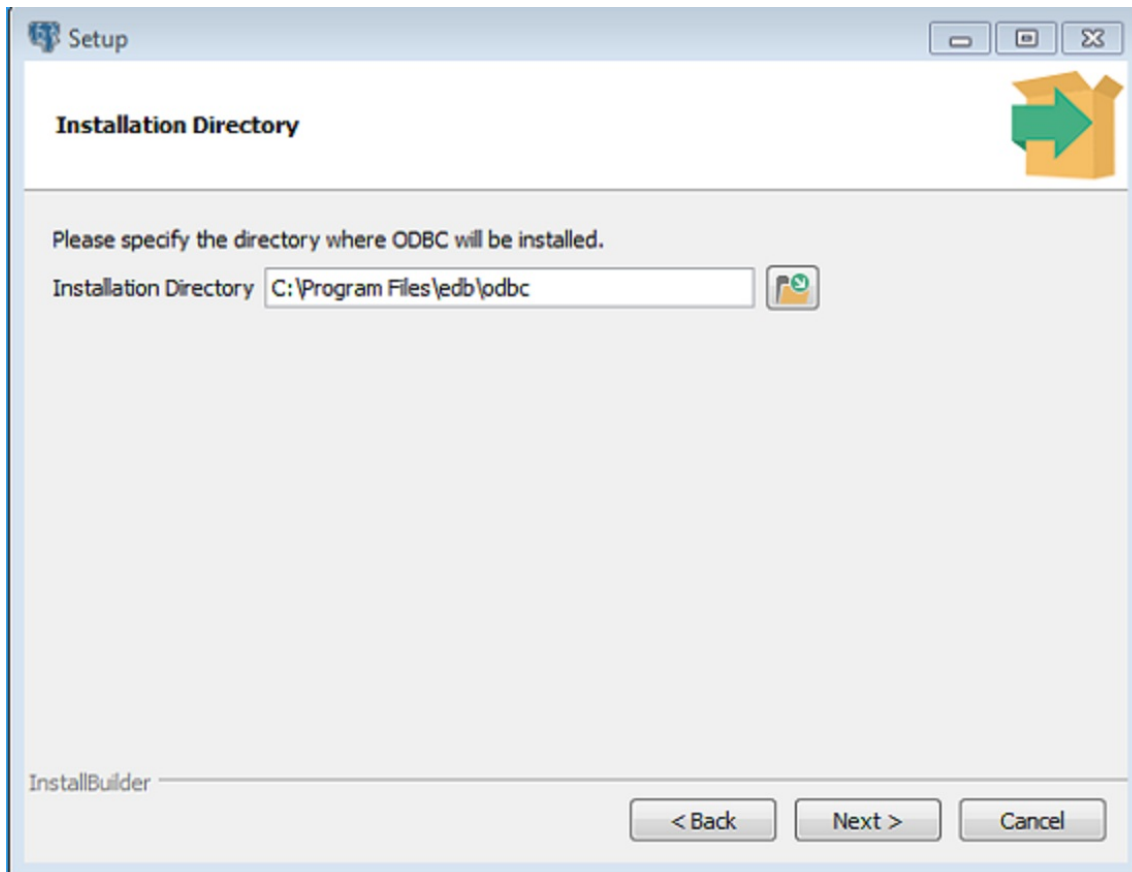 Setup
Installation Directory
Please specify the directory where ODBC will be installed.
Installation Directory C:\Program Files\edb\odbc
InstallBuilder
< Back Next > Cancel